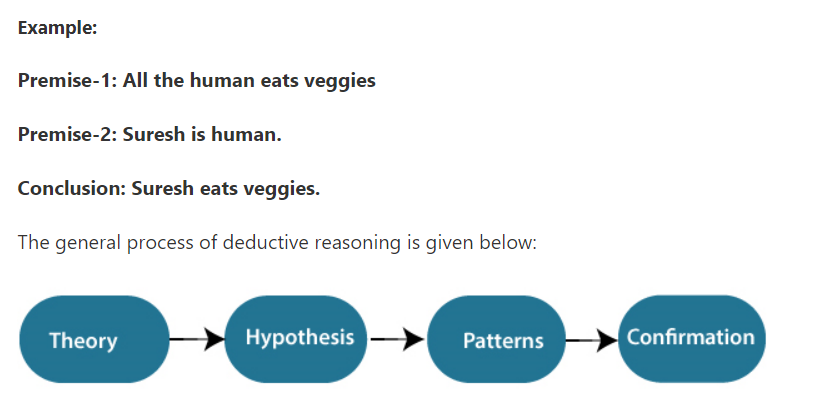 Example:
Premise-1: All the human eats veggies
Premise-2: Suresh is human.
Conclusion: Suresh eats veggies.
The general process of deductive reasoning is given below:
Theory
Hypothesis
Patterns
Confirmation